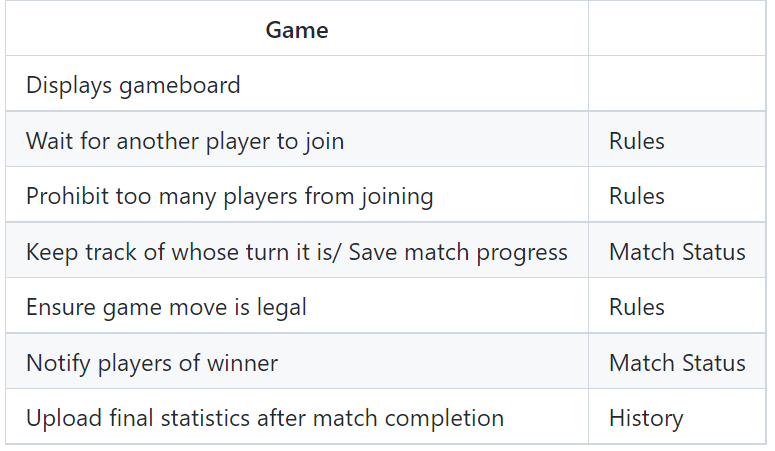 Game
Displays gameboard
Wait for another player to join Rules
Prohibit too many players from joining Rules
Keep track of whose turn it is/ Save match progress Match Status
Ensure game move is legal Rules
Notify players of winner Match Status
Upload final statistics after match completion History